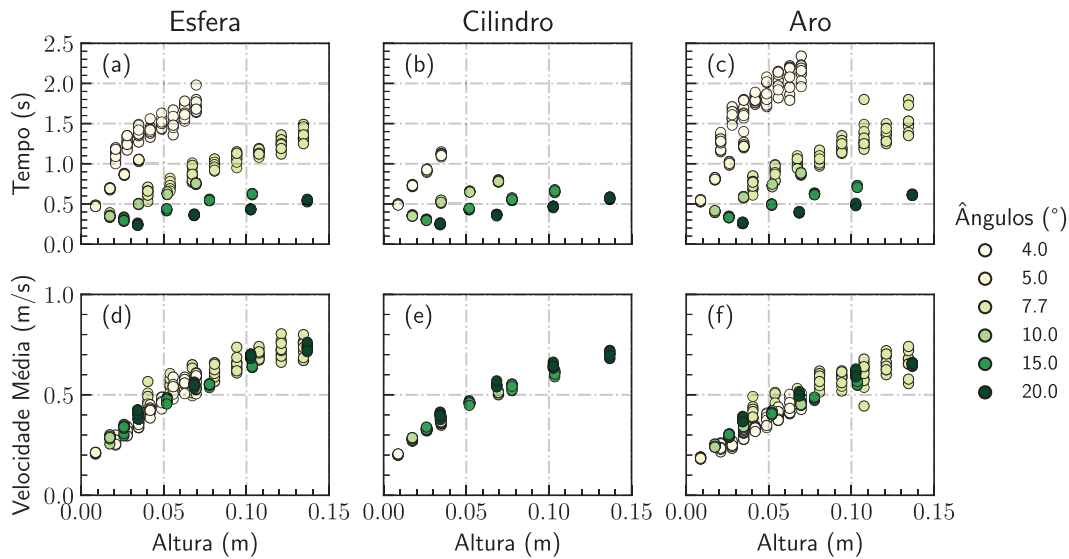 Esfera Cilindro Aro
Tempo (s)
2.5
2.0
1.5
1.0
0.5
0.0
(a) (b) (c)
Velocidade Média (m/s)
1.0
0.5
0.0
(d) (e) (f)
0.00 0.05 0.10 0.15 0.00 0.05 0.10 0.15 0.00 0.05 0.10 0.15
Altura (m) Altura (m) Altura (m)
Ângulos (°)
4.0
5.0
7.7
10.0
15.0
20.0